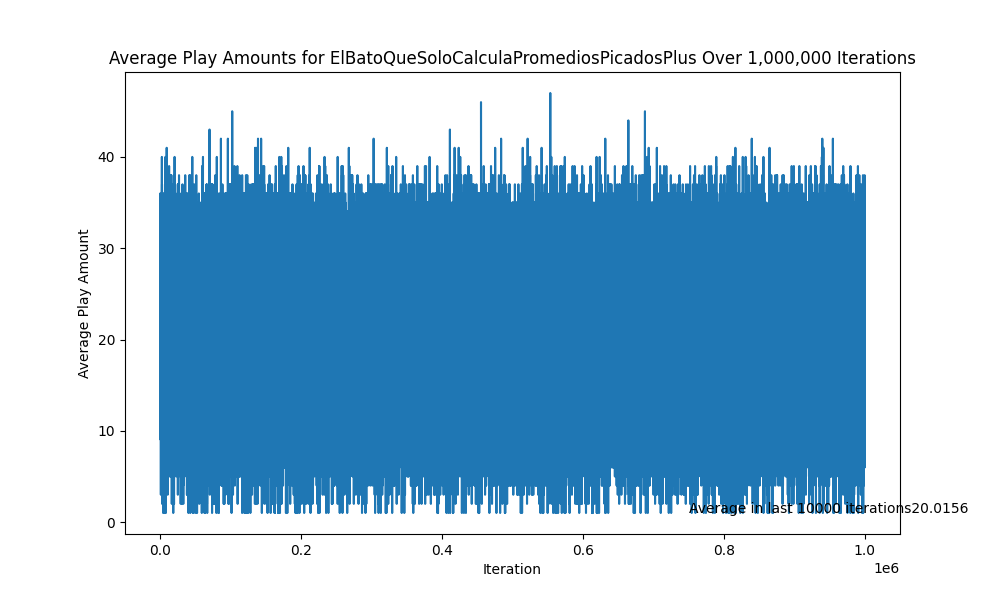 Average Play Amounts for ElBatoQueSoloCalculaPromediosPicadosPlus Over 1,000,000 Iterations
Average Play Amount
40
30
20
10
0
Average in last 10000 iterations20.0156
0.0
0.2
0.4
0.6
0.8
1.0
1e6
Iteration